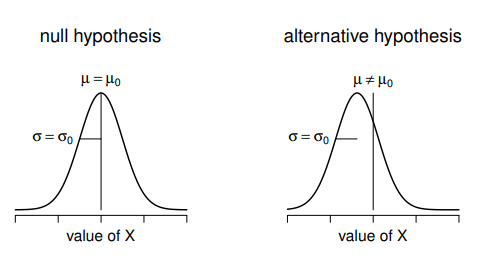 null hypothesis
μ = μ₀
σ = σ₀
value of X
alternative hypothesis
μ ≠ μ₀
σ = σ₀
value of X